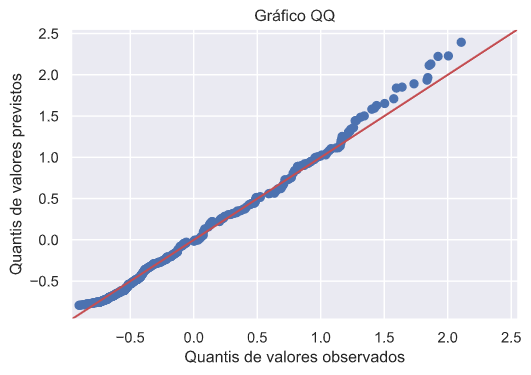 Gráfico QQ
Quantis de valores previstos
2.5
2.0
1.5
1.0
0.5
0.0
−0.5
−0.5 0.0 0.5 1.0 1.5 2.0 2.5
Quantis de valores observados